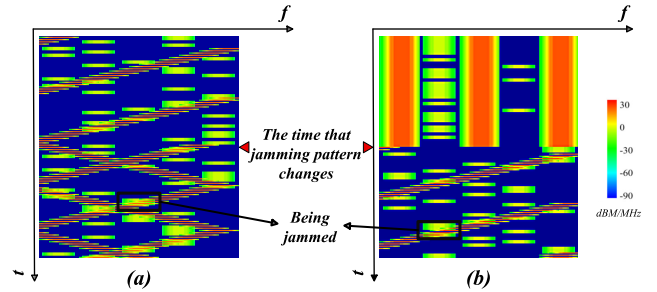 f
f
The time that
jamming pattern
changes
Being
jammed
30
0
-30
-60
-90
dBM/MHz
t
(a)
t
(b)